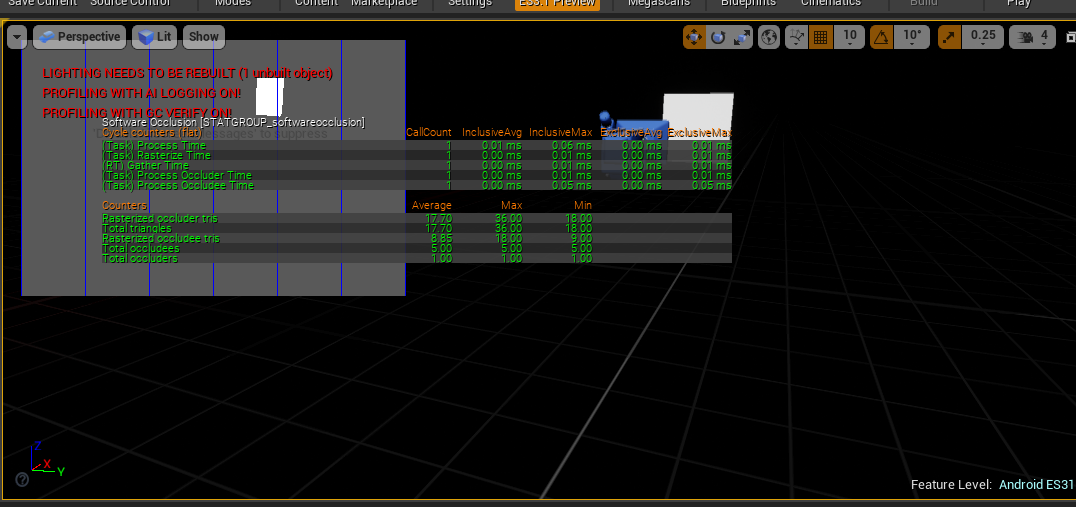 Save Current Source Control Modes Content Marketplace Settings ES3.1 Preview Megascans Blueprints Cinematics Build Play
Perspective Lit Show 10 10° 0.25 4
LIGHTING NEEDS TO BE REBUILT (1 unbuilt object)
PROFILING WITH AI LOGGING ON!
PROFILING WITH GC VERIFY ON!
Software Occlusion [STATGROUP_softwareocclusion]
ssages' to suppress
Cycle counters (flat) CallCount InclusiveAvg InclusiveMax ExclusiveAvg ExclusiveMax
(Task) Process Time 1 0.01 ms 0.06 ms 0.00 ms 0.01 ms
(Task) Rasterize Time 1 0.00 ms 0.01 ms 0.00 ms 0.01 ms
(RT) Gather Time 1 0.00 ms 0.01 ms 0.00 ms 0.01 ms
(Task) Process Occluder Time 1 0.00 ms 0.01 ms 0.00 ms 0.01 ms
(Task) Process Occludee Time 1 0.00 ms 0.05 ms 0.00 ms 0.05 ms
Counters Average Max Min
Rasterized occluder tris 17.70 36.00 18.00
Total triangles 17.70 36.00 18.00
Rasterized occludee tris 8.85 18.00 9.00
Total occludees 5.00 5.00 5.00
Total occluders 1.00 1.00 1.00
Z
X
Y
?
Feature Level: Android ES31